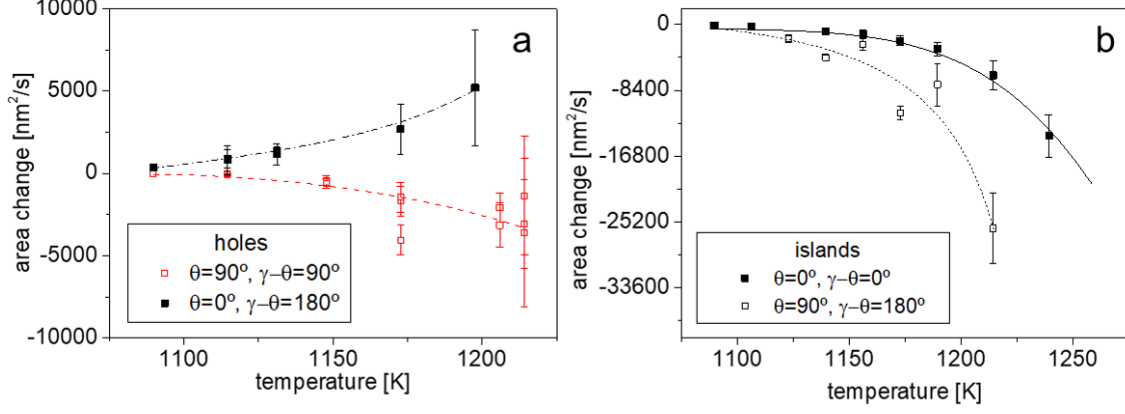 area change [nm²/s]
10000
5000
0
-5000
-10000
a
holes
θ=90º, γ-θ=90º
θ=0º, γ-θ=180º
1100
1150
1200
temperature [K]
area change [nm²/s]
0
-8400
-16800
-25200
-33600
b
islands
θ=0º, γ-θ=0º
θ=90º, γ-θ=180º
1100
1150
1200
1250
temperature [K]